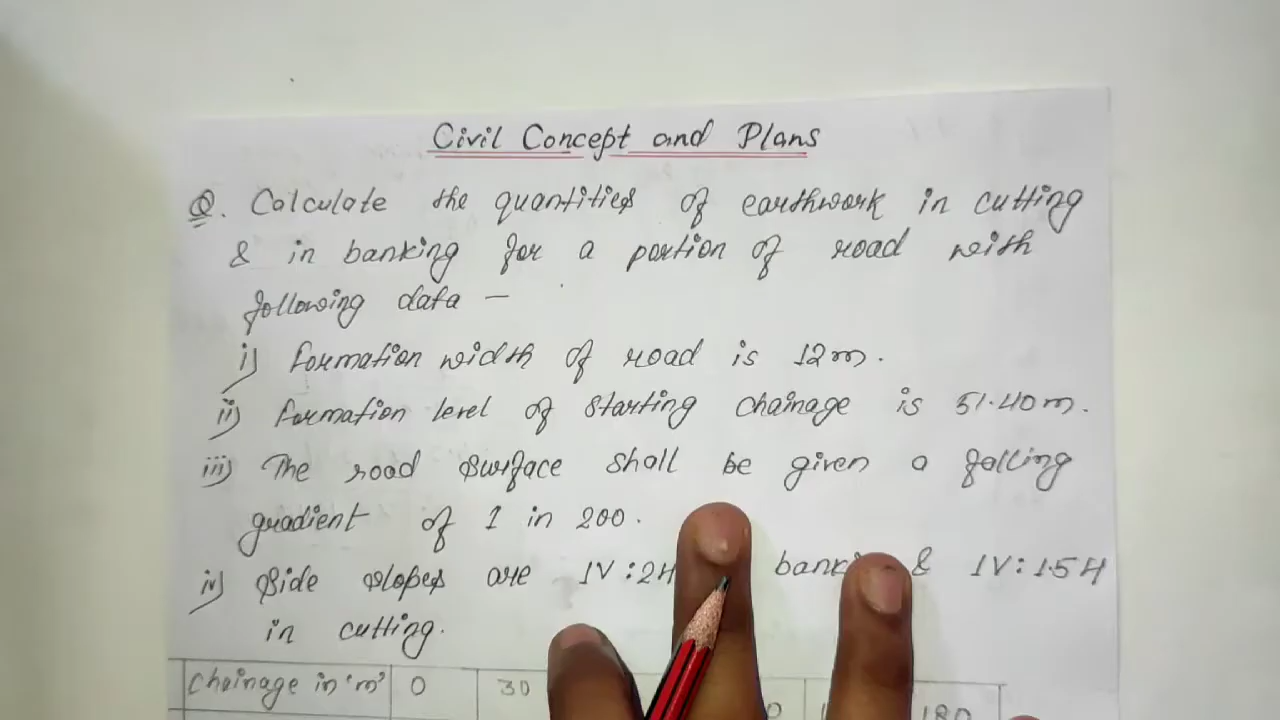 Civil Concept and Plans
Q. Calculate the quantities of earthwork in cutting
& in banking for a portion of road with
following data —
i) Formation width of road is 12m.
ii) Formation level of starting chainage is 51.40m.
iii) The road surface shall be given a falling
gradient of 1 in 200.
iv) Side slopes are 1V:2H & 1V:1.5H
in cutting.
Chainage in 'm' 0 30 180